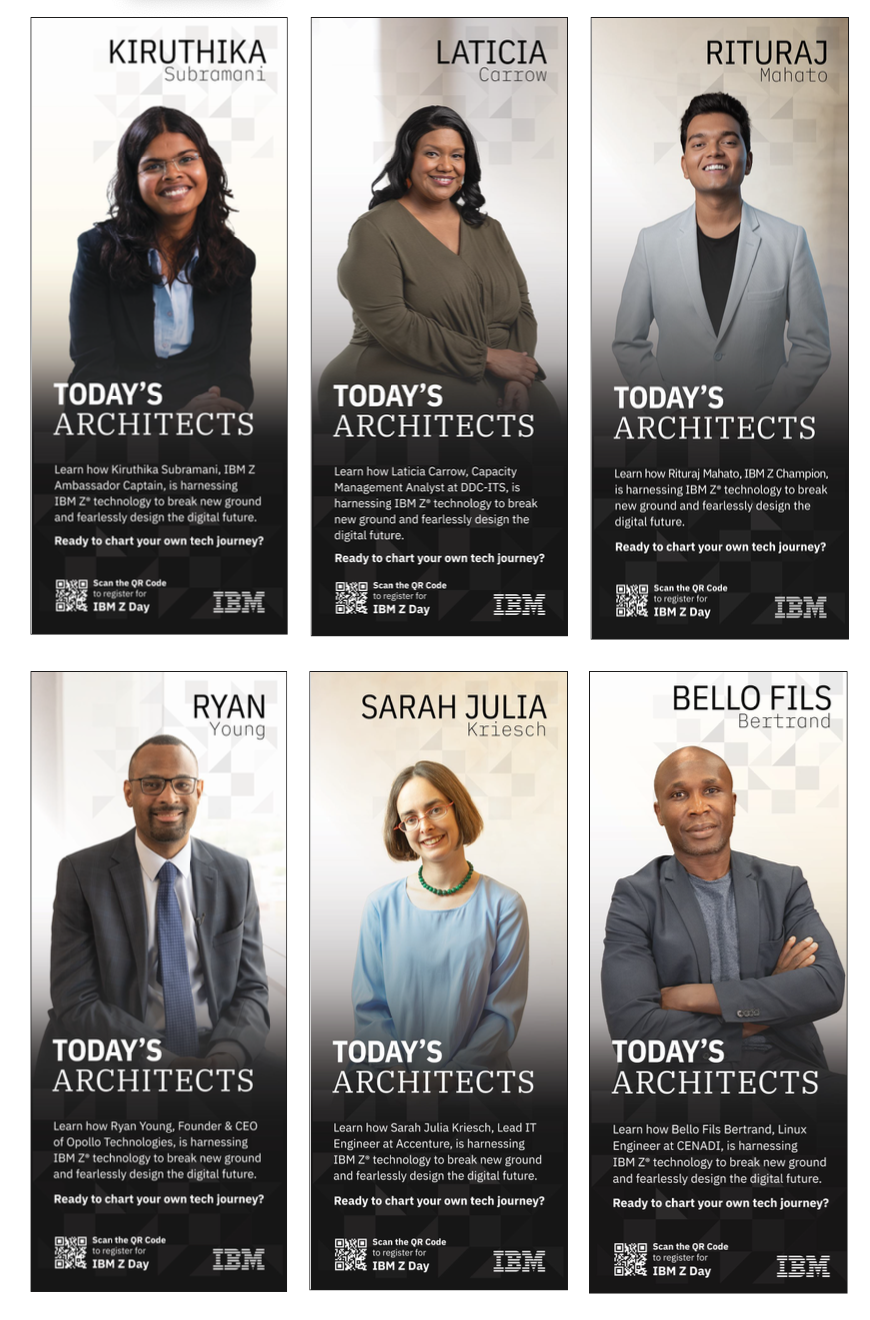 KIRUTHIKA
Subramani
TODAY'S
ARCHITECTS
Learn how Kiruthika Subramani, IBM Z
Ambassador Captain, is harnessing
IBM Z® technology to break new ground
and fearlessly design the digital future.
Ready to chart your own tech journey?
Scan the QR Code
to register for
IBM Z Day
IBM
LATICIA
Carrow
TODAY'S
ARCHITECTS
Learn how Laticia Carrow, Capacity
Management Analyst at DDC-ITS, is
harnessing IBM Z® technology to break
new ground and fearlessly design the
digital future.
Ready to chart your own tech journey?
Scan the QR Code
to register for
IBM Z Day
IBM
RITURAJ
Mahato
TODAY'S
ARCHITECTS
Learn how Rituraj Mahato, IBM Z Champion,
is harnessing IBM Z® technology to break
new ground and fearlessly design the
digital future.
Ready to chart your own tech journey?
Scan the QR Code
to register for
IBM Z Day
IBM
RYAN
Young
TODAY'S
ARCHITECTS
Learn how Ryan Young, Founder & CEO
of Opollo Technologies, is harnessing
IBM Z® technology to break new ground
and fearlessly design the digital future.
Ready to chart your own tech journey?
Scan the QR Code
to register for
IBM Z Day
IBM
SARAH JULIA
Kriesch
TODAY'S
ARCHITECTS
Learn how Sarah Julia Kriesch, Lead IT
Engineer at Accenture, is harnessing
IBM Z® technology to break new ground
and fearlessly design the digital future.
Ready to chart your own tech journey?
Scan the QR Code
to register for
IBM Z Day
IBM
BELLO FILS
Bertrand
TODAY'S
ARCHITECTS
Learn how Bello Fils Bertrand, Linux
Engineer at CENADI, is harnessing
IBM Z® technology to break new ground
and fearlessly design the digital future.
Ready to chart your own tech journey?
Scan the QR Code
to register for
IBM Z Day
IBM